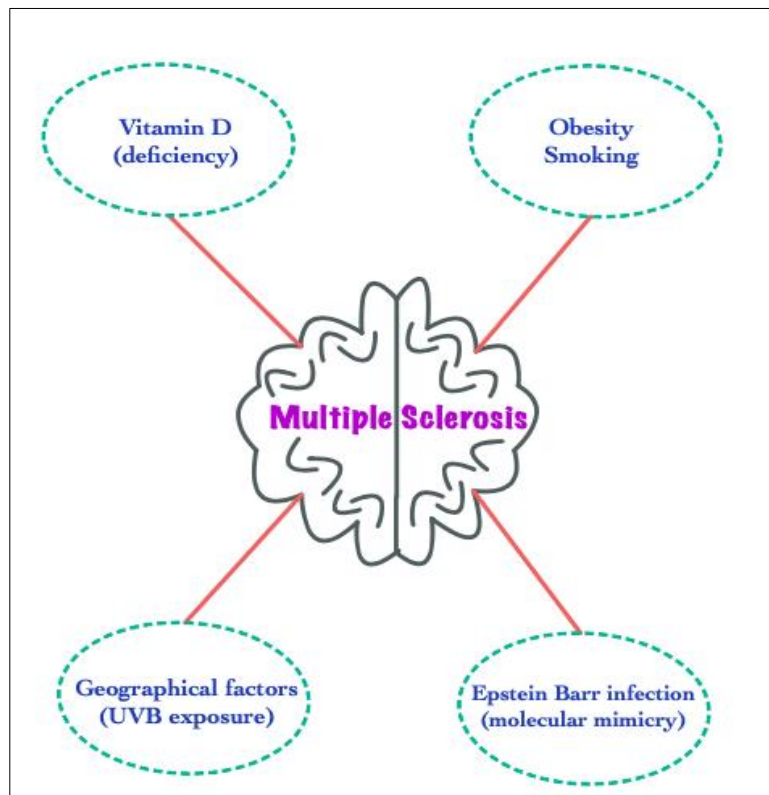 Vitamin D
(deficiency)
Obesity
Smoking
Multiple Sclerosis
Geographical factors
(UVB exposure)
Epstein Barr infection
(molecular mimicry)